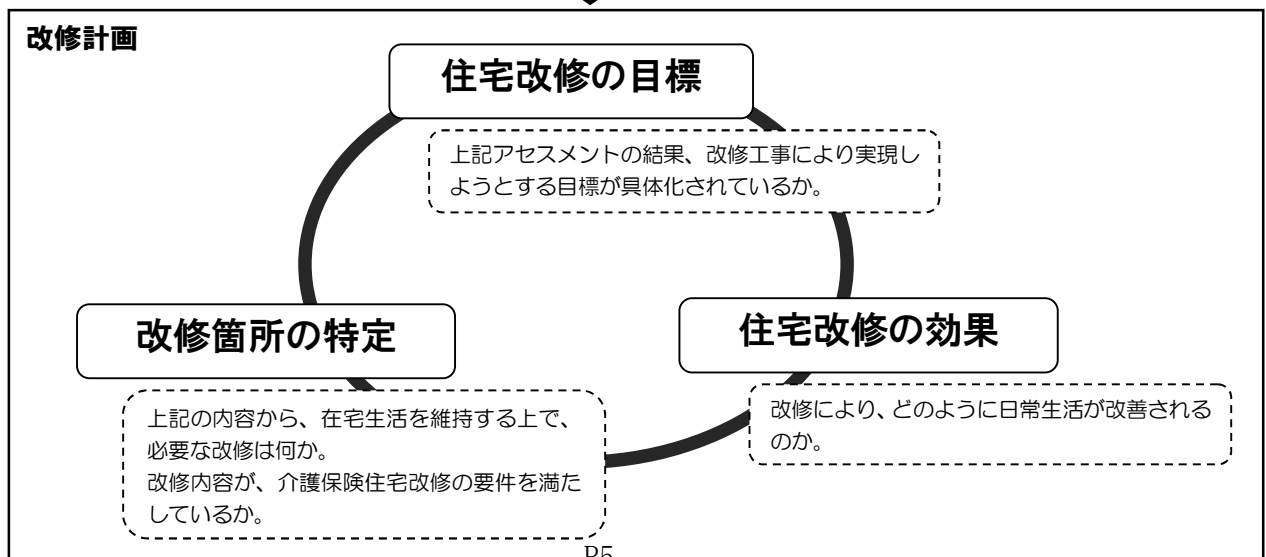 改修計画
住宅改修の目標
上記アセスメントの結果、改修工事により実現し
ようとする目標が具体化されているか。
改修箇所の特定
住宅改修の効果
上記の内容から、在宅生活を維持する上で、
必要な改修は何か。
改修内容が、介護保険住宅改修の要件を満た
しているか。
改修により、どのように日常生活が改善される
のか。
P5